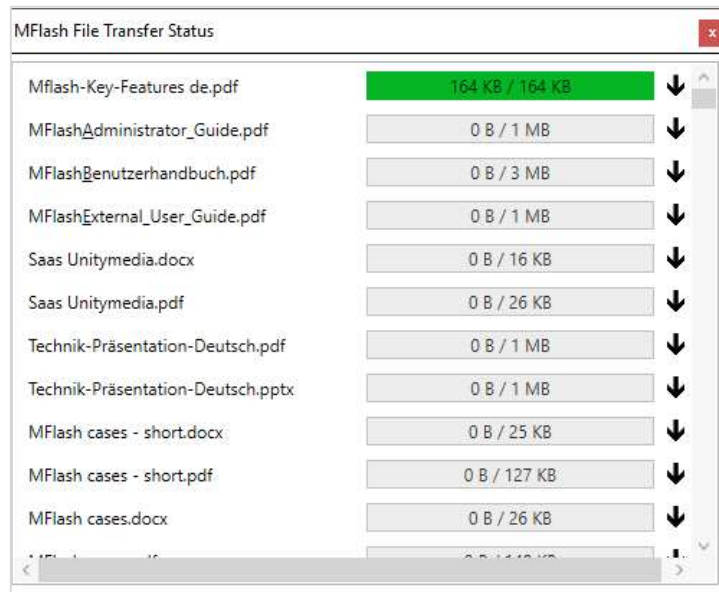 MFlash File Transfer Status x
Mflash-Key-Features de.pdf 164 KB / 164 KB
MFlashAdministrator_Guide.pdf 0 B / 1 MB
MFlashBenutzerhandbuch.pdf 0 B / 3 MB
MFlashExternal_User_Guide.pdf 0 B / 1 MB
Saas Unitymedia.docx 0 B / 16 KB
Saas Unitymedia.pdf 0 B / 26 KB
Technik-Präsentation-Deutsch.pdf 0 B / 1 MB
Technik-Präsentation-Deutsch.pptx 0 B / 1 MB
MFlash cases - short.docx 0 B / 25 KB
MFlash cases - short.pdf 0 B / 127 KB
MFlash cases.docx 0 B / 26 KB